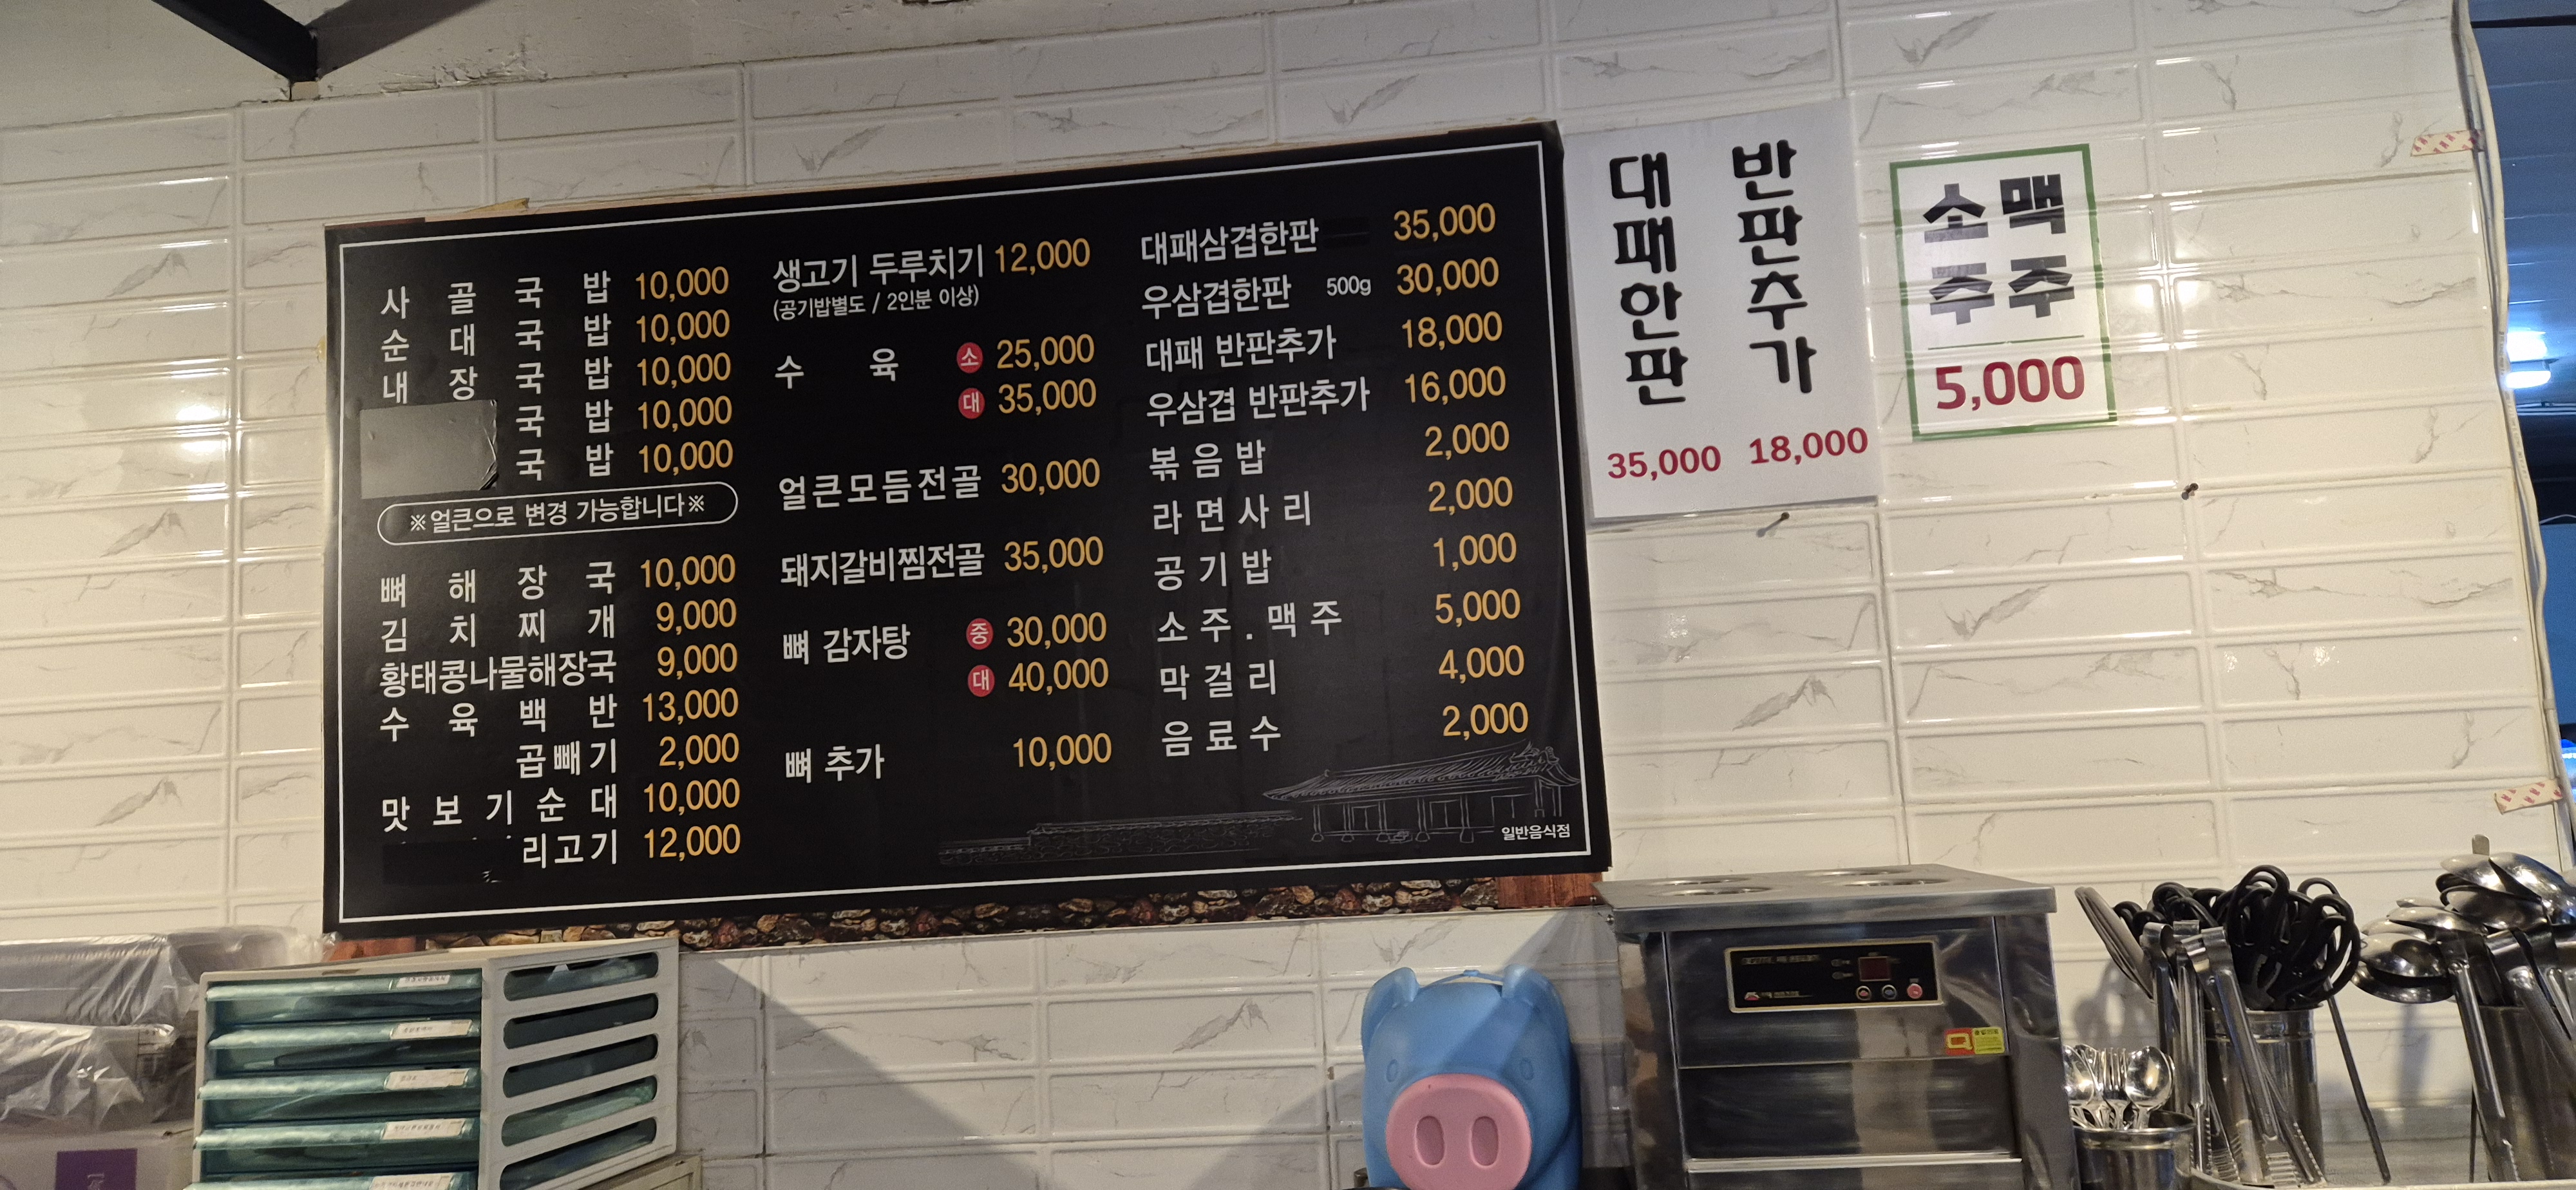 사골국밥 10,000
순대국밥 10,000
내장국밥 10,000
국밥 10,000
국밥 10,000
※얼큰으로 변경 가능합니다※
뼈해장국 10,000
김치찌개 9,000
황태콩나물해장국 9,000
수육백반 13,000
곱빼기 2,000
맛보기순대 10,000
리고기 12,000
생고기 두루치기 12,000
(공기밥별도 / 2인분 이상)
수육 소 25,000
대 35,000
얼큰모듬전골 30,000
돼지갈비찜전골 35,000
뼈 감자탕 중 30,000
대 40,000
뼈 추가 10,000
대패삼겹한판 35,000
우삼겹한판 500g 30,000
대패 반판추가 18,000
우삼겹 반판추가 16,000
볶음밥 2,000
라면사리 2,000
공기밥 1,000
소주.맥주 5,000
막걸리 4,000
음료수 2,000
일반음식점
대패한판 35,000
반판추가 18,000
소주 맥주
5,000